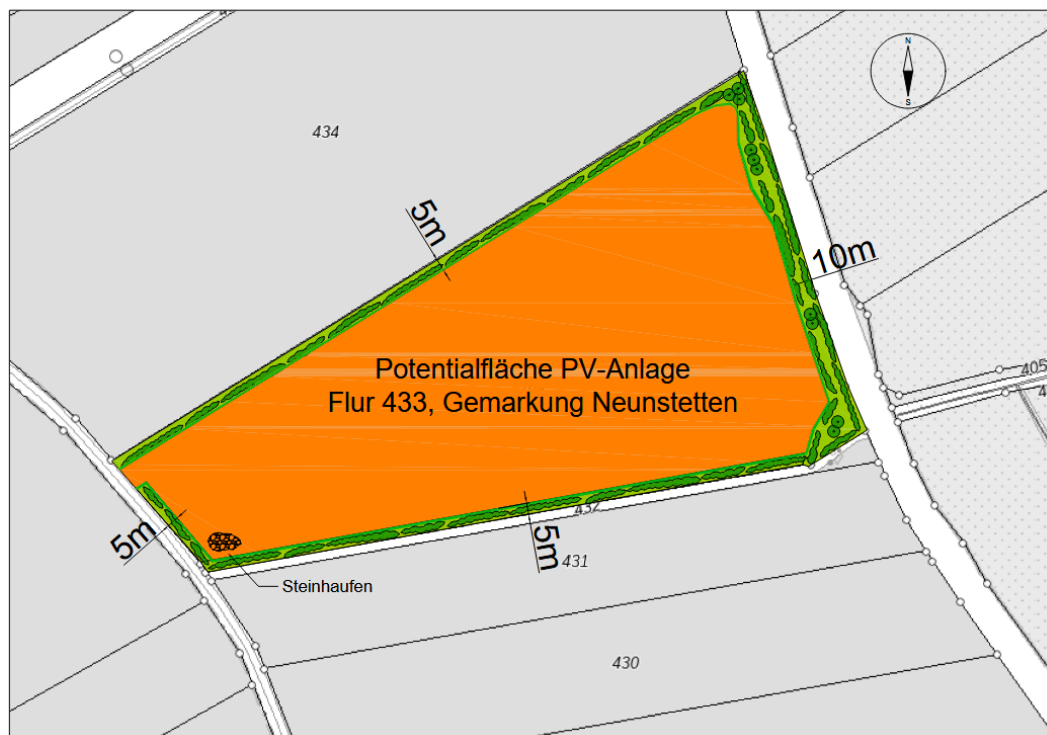 N
S
434
5m
10m
Potentialfläche PV-Anlage
Flur 433, Gemarkung Neunstetten
405
432
5m
5m
431
Steinhaufen
430